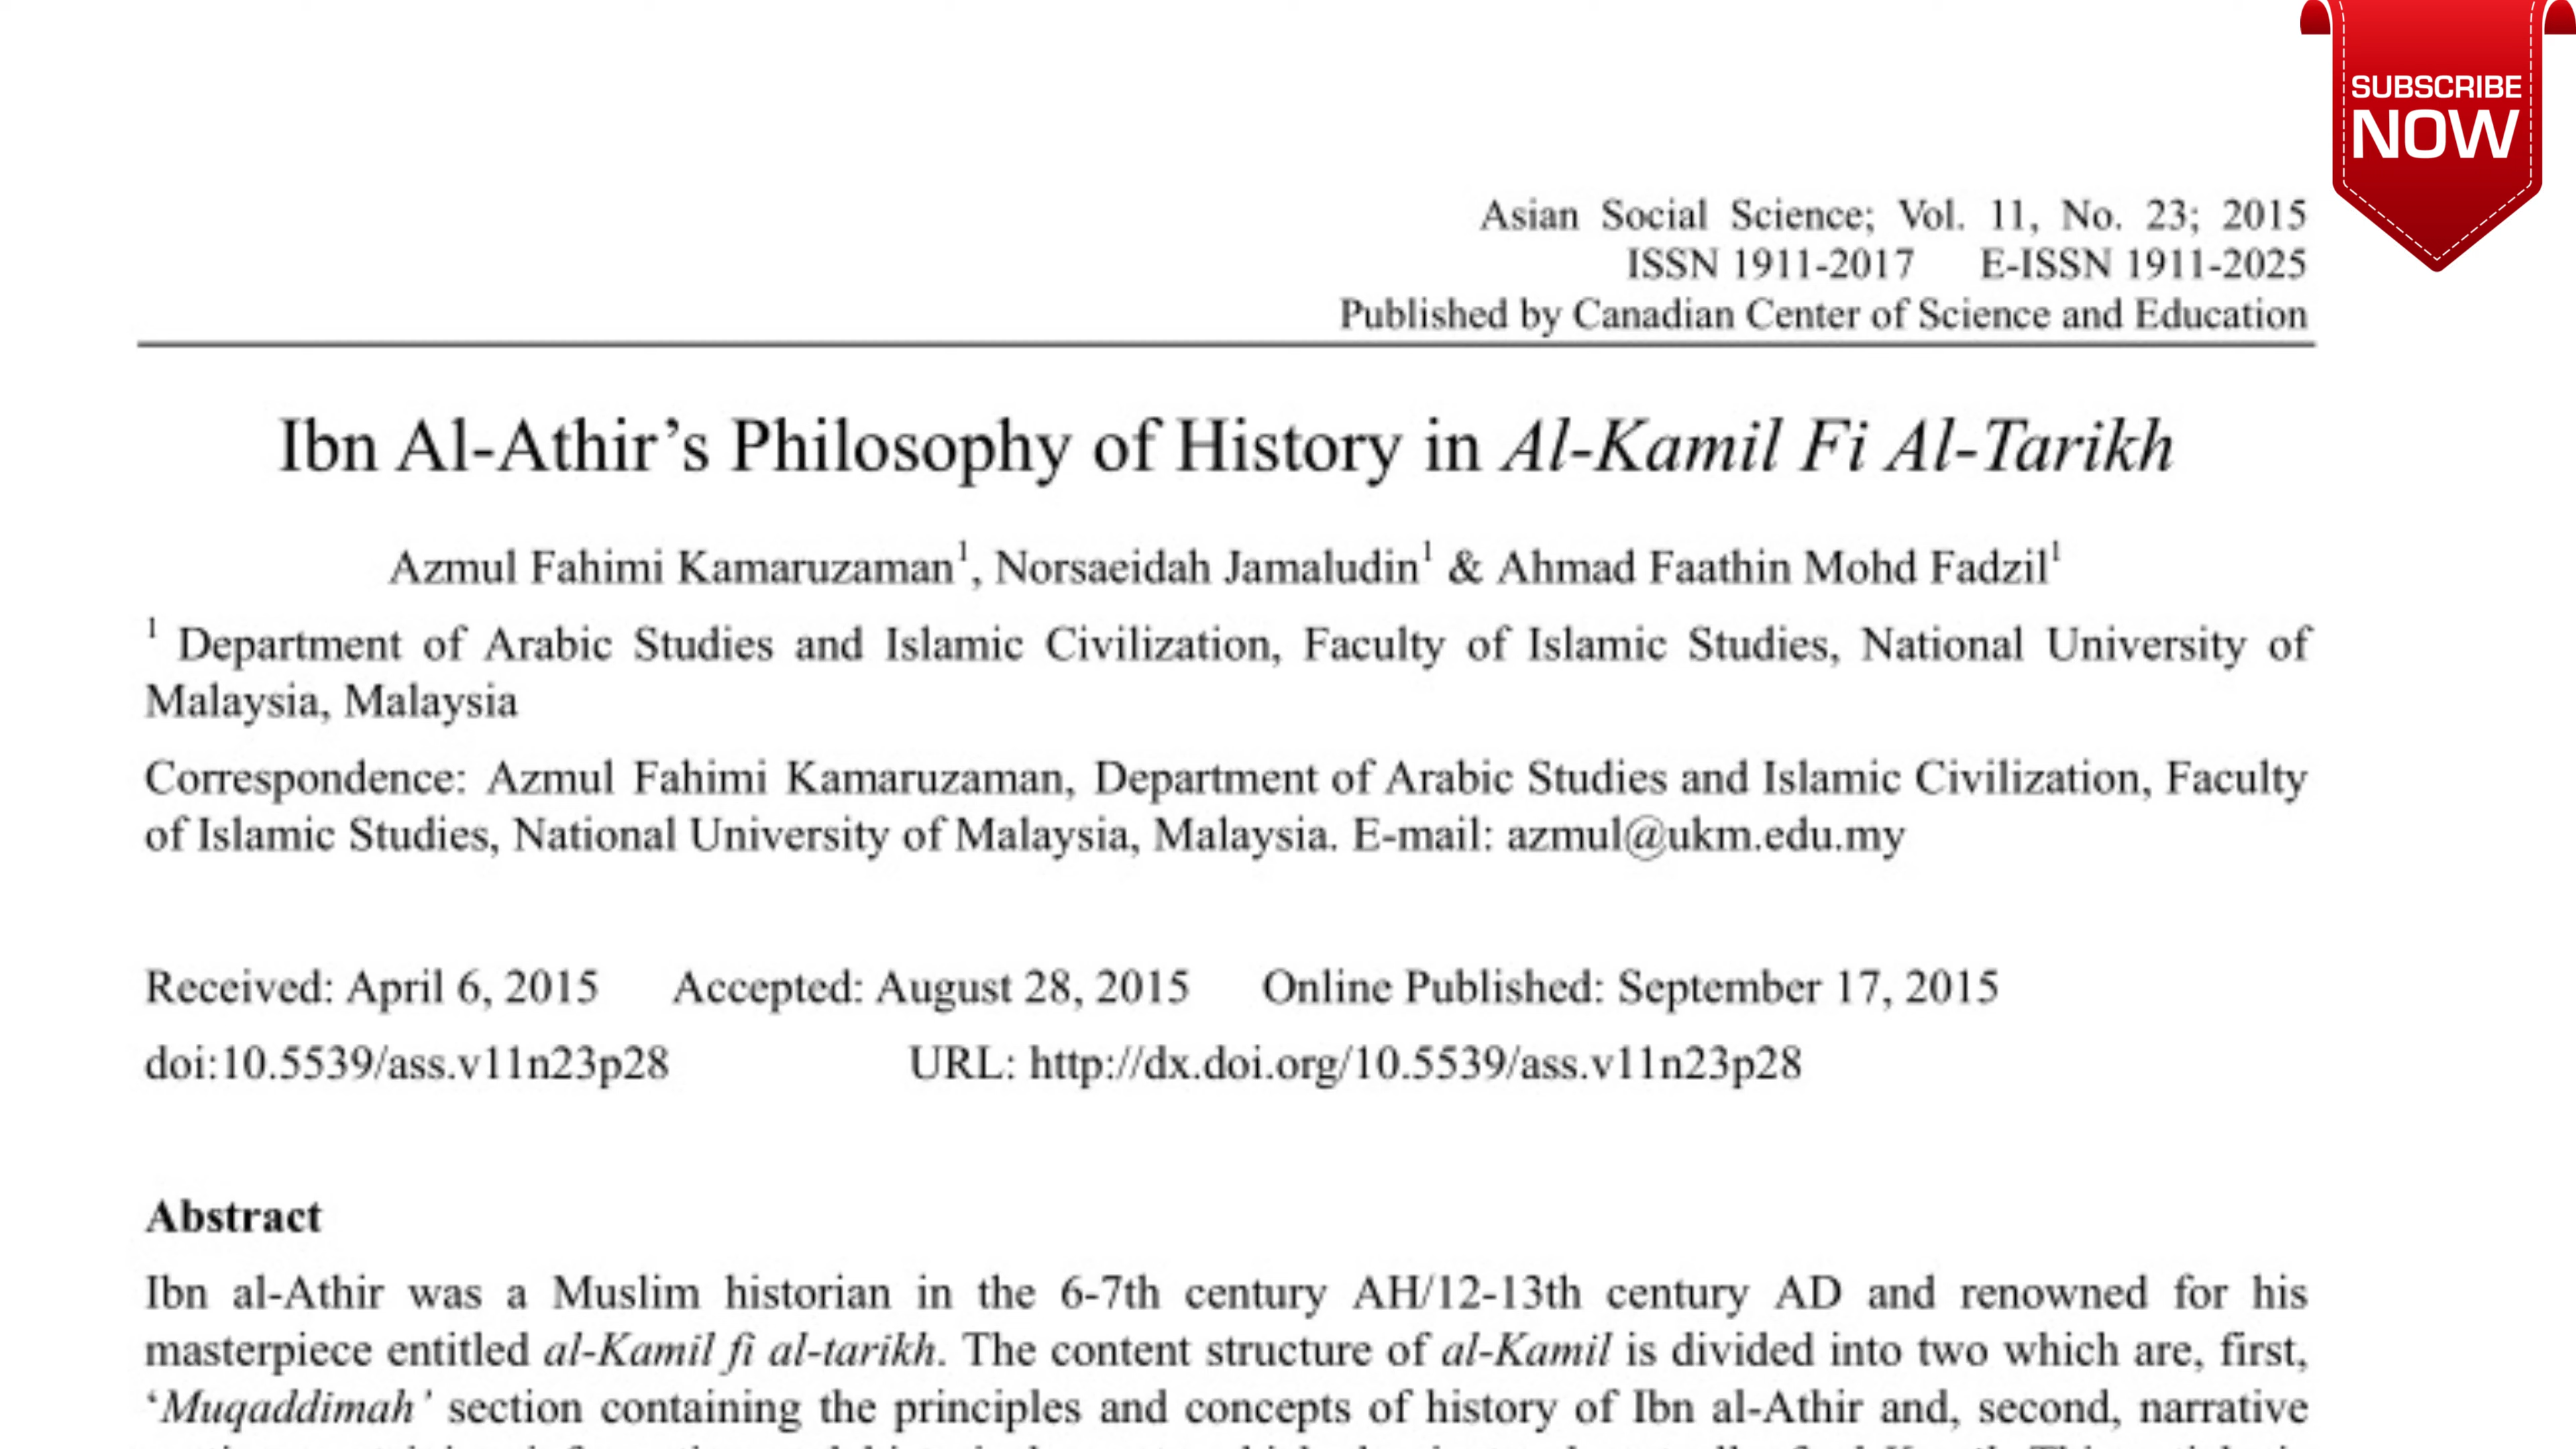 SUBSCRIBE
NOW
Asian Social Science; Vol. 11, No. 23; 2015
ISSN 1911-2017 E-ISSN 1911-2025
Published by Canadian Center of Science and Education
Ibn Al-Athir’s Philosophy of History in Al-Kamil Fi Al-Tarikh
Azmul Fahimi Kamaruzaman¹, Norsaeidah Jamaludin¹ & Ahmad Faathin Mohd Fadzil¹
¹ Department of Arabic Studies and Islamic Civilization, Faculty of Islamic Studies, National University of
Malaysia, Malaysia
Correspondence: Azmul Fahimi Kamaruzaman, Department of Arabic Studies and Islamic Civilization, Faculty
of Islamic Studies, National University of Malaysia, Malaysia. E-mail: azmul@ukm.edu.my
Received: April 6, 2015 Accepted: August 28, 2015 Online Published: September 17, 2015
doi:10.5539/ass.v11n23p28 URL: http://dx.doi.org/10.5539/ass.v11n23p28
Abstract
Ibn al-Athir was a Muslim historian in the 6-7th century AH/12-13th century AD and renowned for his
masterpiece entitled al-Kamil fi al-tarikh. The content structure of al-Kamil is divided into two which are, first,
‘Muqaddimah’ section containing the principles and concepts of history of Ibn al-Athir and, second, narrative